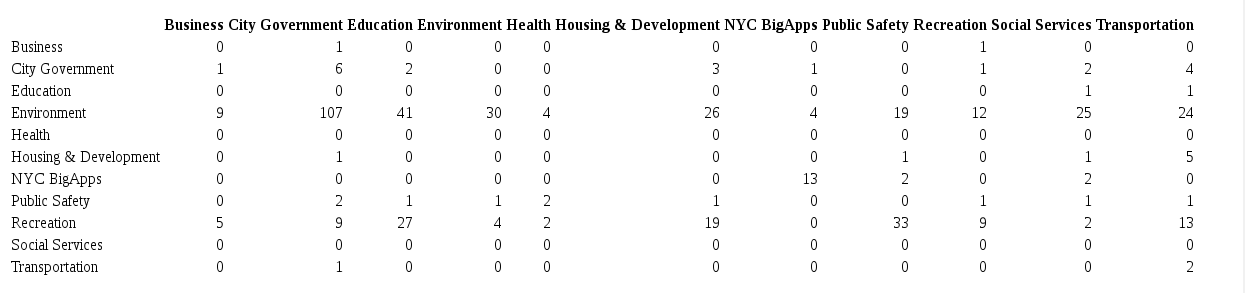 Business City Government Education Environment Health Housing & Development NYC BigApps Public Safety Recreation Social Services Transportation
Business 0 1 0 0 0 0 0 0 1 0 0
City Government 1 6 2 0 0 3 1 0 1 2 4
Education 0 0 0 0 0 0 0 0 0 1 1
Environment 9 107 41 30 4 26 4 19 12 25 24
Health 0 0 0 0 0 0 0 0 0 0 0
Housing & Development 0 1 0 0 0 0 0 1 0 1 5
NYC BigApps 0 0 0 0 0 0 13 2 0 2 0
Public Safety 0 2 1 1 2 1 0 0 1 1 1
Recreation 5 9 27 4 2 19 0 33 9 2 13
Social Services 0 0 0 0 0 0 0 0 0 0 0
Transportation 0 1 0 0 0 0 0 0 0 0 2